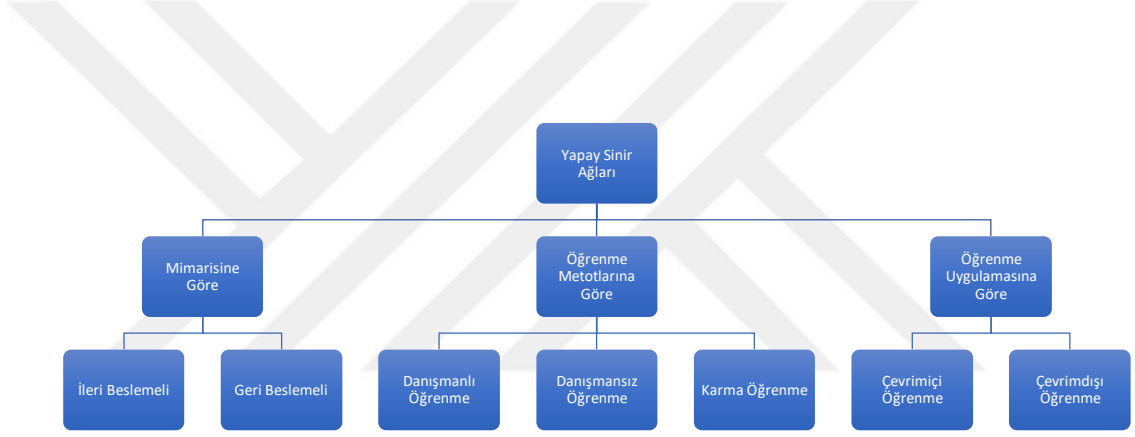 Yapay Sinir
Ağları
Mimarisine
Göre
Öğrenme
Metotlarına
Göre
Öğrenme
Uygulamasına
Göre
İleri Beslemeli
Geri Beslemeli
Danışmanlı
Öğrenme
Danışmansız
Öğrenme
Karma Öğrenme
Çevrimiçi
Öğrenme
Çevrimdışı
Öğrenme